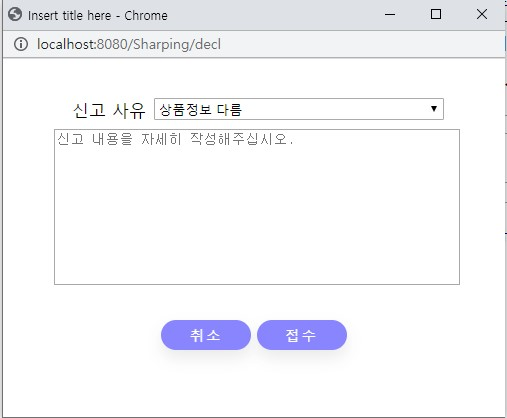 Insert title here - Chrome
localhost:8080/Sharping/decl
신고 사유 상품정보 다름
신고 내용을 자세히 작성해주십시오.
취소 접수